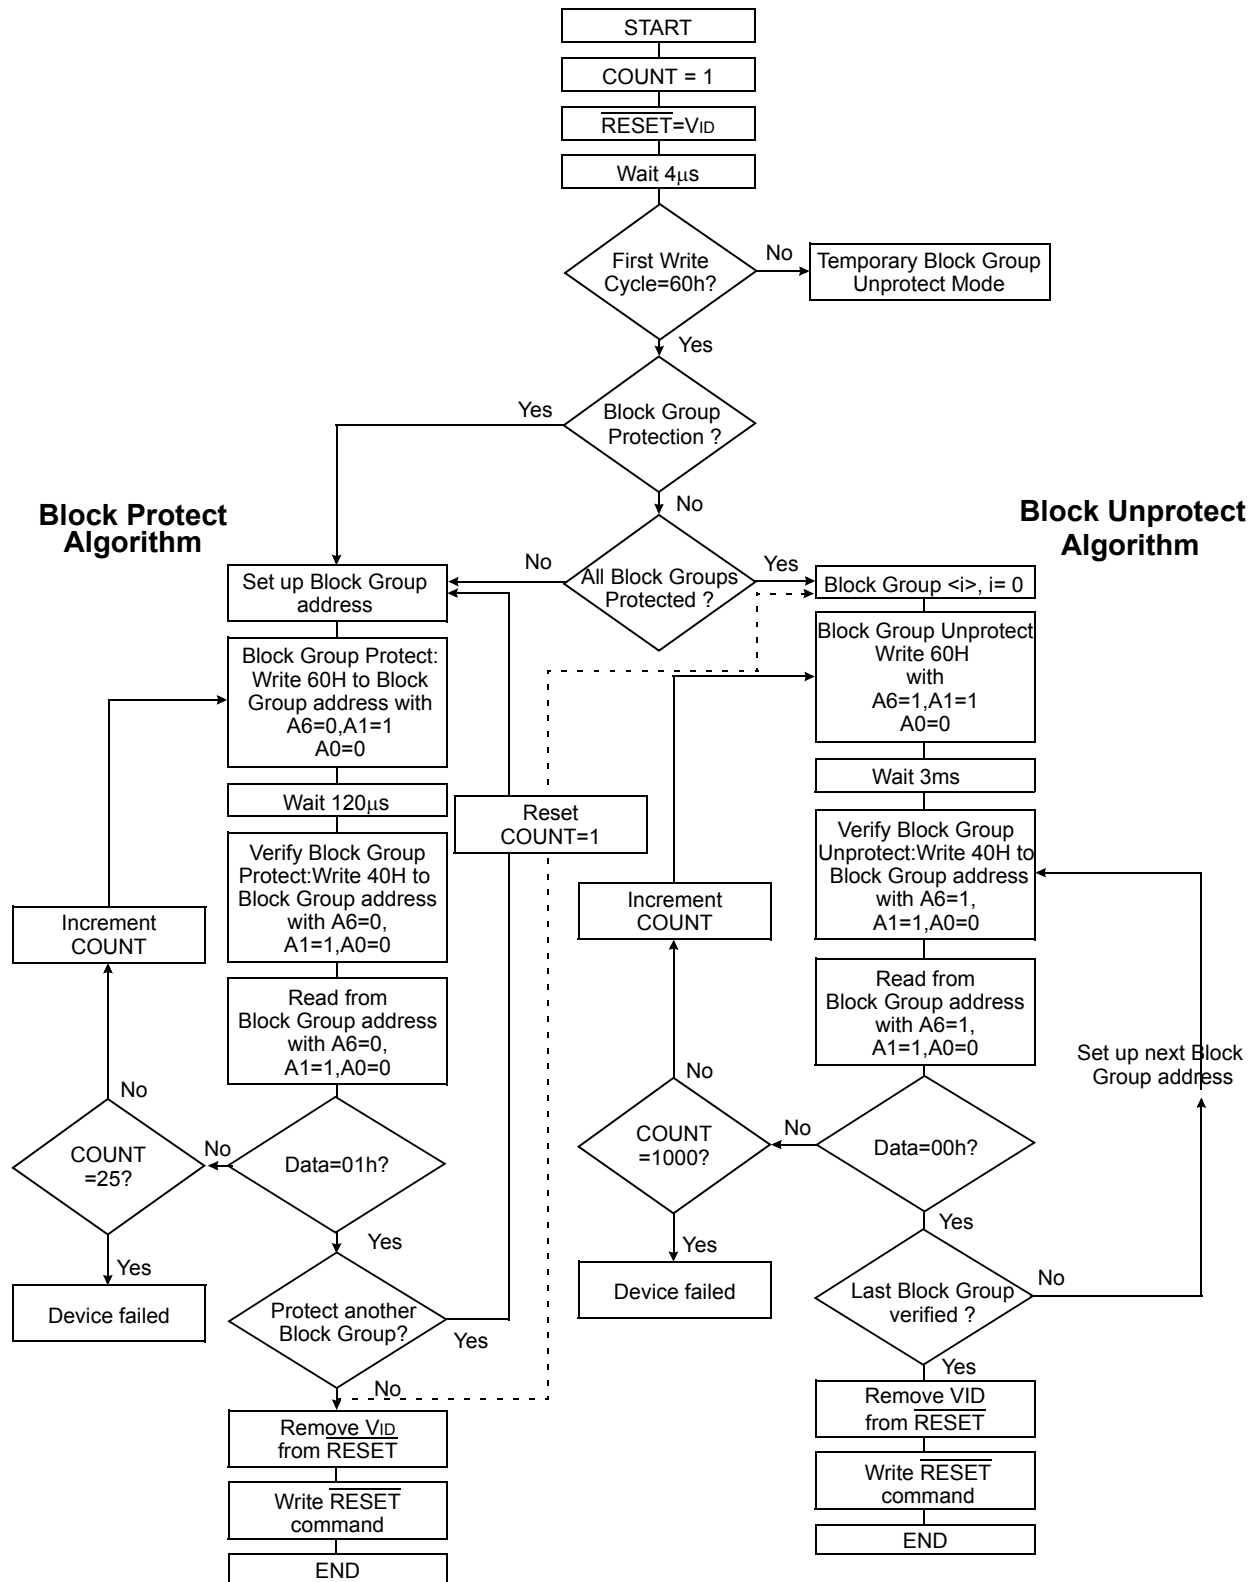 START
COUNT = 1
RESET=VID
Wait 4μs
First Write
Cycle=60h?
No
Temporary Block Group
Unprotect Mode
Yes
Block Group
Protection ?
Yes
No
Block Protect
Algorithm
Block Unprotect
Algorithm
All Block Groups
Protected ?
No
Yes
Set up Block Group
address
Block Group Protect:
Write 60H to Block
Group address with
A6=0,A1=1
A0=0
Wait 120μs
Verify Block Group
Protect:Write 40H to
Block Group address
with A6=0,
A1=1,A0=0
Read from
Block Group address
with A6=0,
A1=1,A0=0
Increment
COUNT
No
COUNT
=25?
No
Data=01h?
Yes
Device failed
Yes
Protect another
Block Group?
Yes
Reset
COUNT=1
No
Remove VID
from RESET
Write RESET
command
END
Block Group <i>, i= 0
Block Group Unprotect
Write 60H
with
A6=1,A1=1
A0=0
Wait 3ms
Verify Block Group
Unprotect:Write 40H to
Block Group address
with A6=1,
A1=1,A0=0
Read from
Block Group address
with A6=1,
A1=1,A0=0
Increment
COUNT
No
COUNT
=1000?
No
Data=00h?
Yes
Device failed
Yes
Last Block Group
verified ?
No
Set up next Block
Group address
Yes
Remove VID
from RESET
Write RESET
command
END